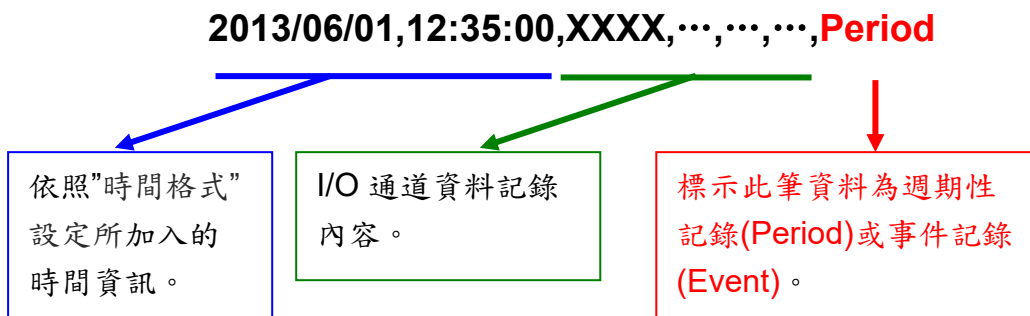 2013/06/01,12:35:00,XXXX,⋯,⋯,⋯,Period
依照”時間格式”
設定所加入的
時間資訊。
I/O 通道資料記錄
內容。
標示此筆資料為週期性
記錄(Period)或事件記錄
(Event)。